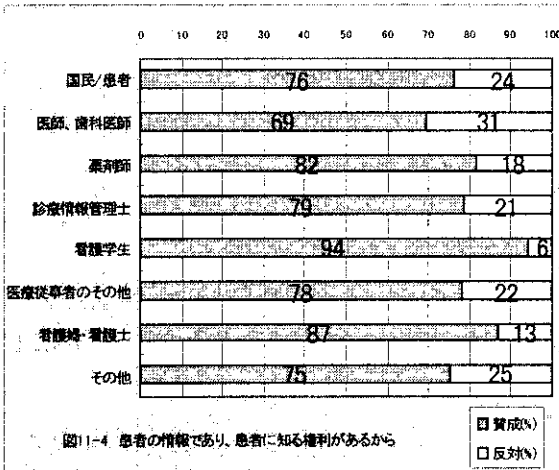 0 10 20 30 40 50 60 70 80 90 100
国民/患者 76 24
医師、歯科医師 69 31
薬剤師 82 18
診療情報管理士 79 21
看護学生 94 6
医療従事者のその他 78 22
看護婦・看護士 87 13
その他 75 25
図11-4 患者の情報であり、患者に知る権利があるから
賛成(%)
反対(%)